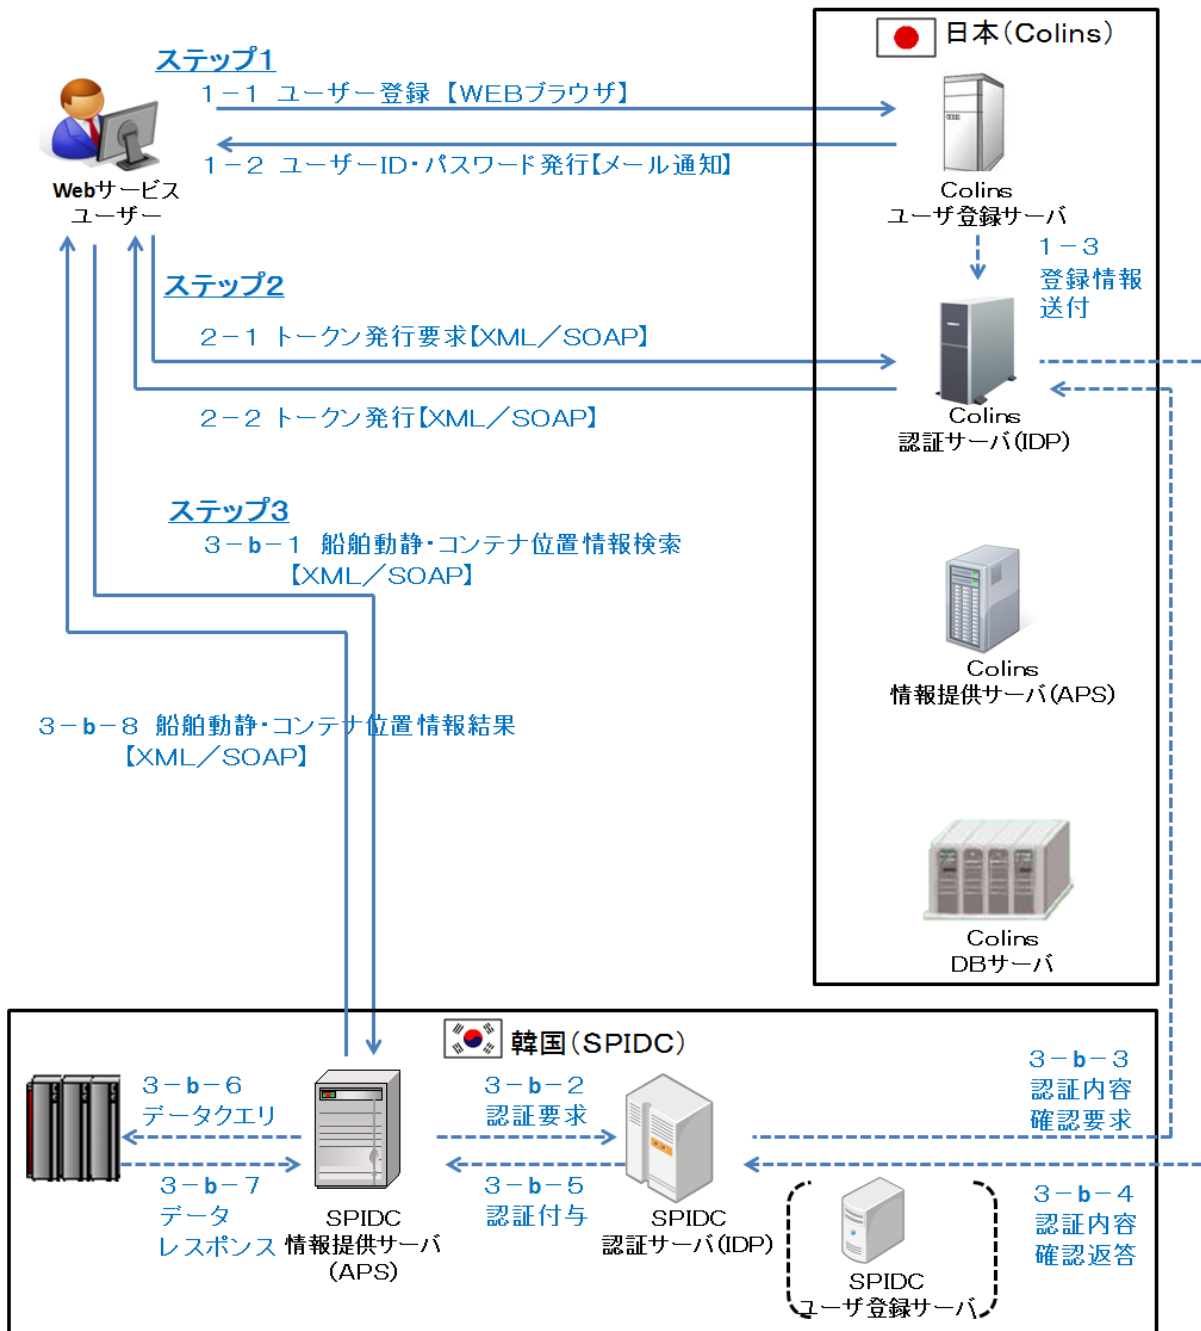 日本(Colins)
ステップ1
1－1 ユーザー登録 【WEBブラウザ】
1－2 ユーザーID・パスワード発行【メール通知】
Webサービス
ユーザー
Colins
ユーザ登録サーバ
1－3
登録情報
送付
ステップ2
2－1 トークン発行要求【XML／SOAP】
2－2 トークン発行【XML／SOAP】
Colins
認証サーバ(IDP)
ステップ3
3－b－1 船舶動静・コンテナ位置情報検索
【XML／SOAP】
Colins
情報提供サーバ(APS)
3－b－8 船舶動静・コンテナ位置情報結果
【XML／SOAP】
Colins
DBサーバ
韓国(SPIDC)
3－b－6
データクエリ
3－b－2
認証要求
3－b－3
認証内容
確認要求
3－b－7
データ
レスポンス
SPIDC
情報提供サーバ
(APS)
3－b－5
認証付与
SPIDC
認証サーバ(IDP)
3－b－4
認証内容
確認返答
SPIDC
ユーザ登録サーバ